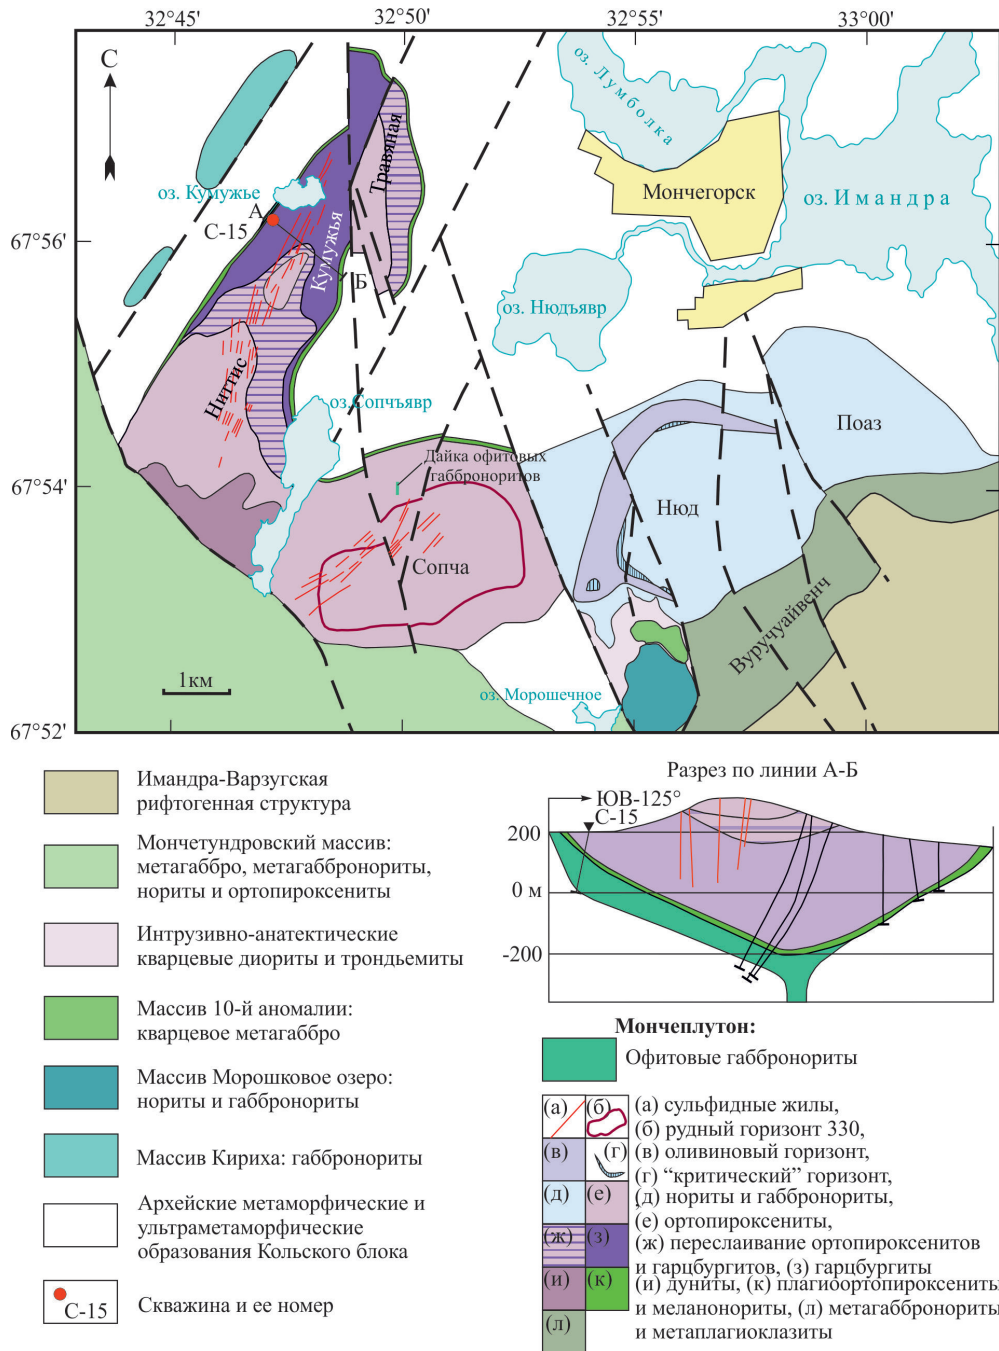 32°45'
32°50'
32°55'
33°00'
С
оз. Лумболка
Мончегорск
оз. Имандра
оз. Кумужье
Травяная
А
С-15
Кумужья
67°56'
Б
оз. Нюдъявр
Ниттис
оз.Сопчъявр
Поаз
Дайка офитовых
габброноритов
67°54'
Нюд
Сопча
Вуручуайвенч
1км
оз. Морошечное
67°52'
Имандра-Варзугская
рифтогенная структура
Мончетундровский массив:
метагаббро, метагаббронориты,
нориты и ортопироксениты
Интрузивно-анатектические
кварцевые диориты и трондьемиты
Массив 10-й аномалии:
кварцевое метагаббро
Массив Морошковое озеро:
нориты и габбронориты
Массив Кириха: габбронориты
Архейские метаморфические и
ультраметаморфические
образования Кольского блока
С-15
Скважина и ее номер
Разрез по линии А-Б
ЮВ-125°
С-15
200
0 м
-200
Мончеплутон:
Офитовые габбронориты
(а) (б) (а) сульфидные жилы,
(б) рудный горизонт 330,
(в) (г) (в) оливиновый горизонт,
(г) “критический” горизонт,
(д) (е) (д) нориты и габбронориты,
(е) ортопироксениты,
(ж) (з) (ж) переслаивание ортопироксенитов
и гарцбургитов, (з) гарцбургиты
(и) (к) (и) дуниты, (к) плагиоортопироксениты
и меланонориты, (л) метагаббронориты
(л) и метаплагиоклазиты